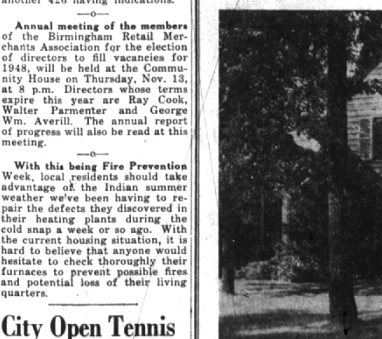 another 426 having indications.
Annual meeting of the members
of the Birmingham Retail Mer-
chants Association for the election
of directors to fill vacancies for
1948, will be held at the Commu-
nity House on Thursday, Nov. 13,
at 8 p.m. Directors whose terms
expire this year are Ray Cook,
Walter Parmenter and George
Wm. Averill. The annual report
of progress will also be read at this
meeting.
With this being Fire Prevention
Week, local residents should take
advantage of the Indian summer
weather we've been having to re-
pair the defects they discovered in
their heating plants during the
cold snap a week or so ago. With
the current housing situation, it is
hard to believe that anyone would
hesitate to check thoroughly their
furnaces to prevent possible fires
and potential loss of their living
quarters.
City Open Tennis